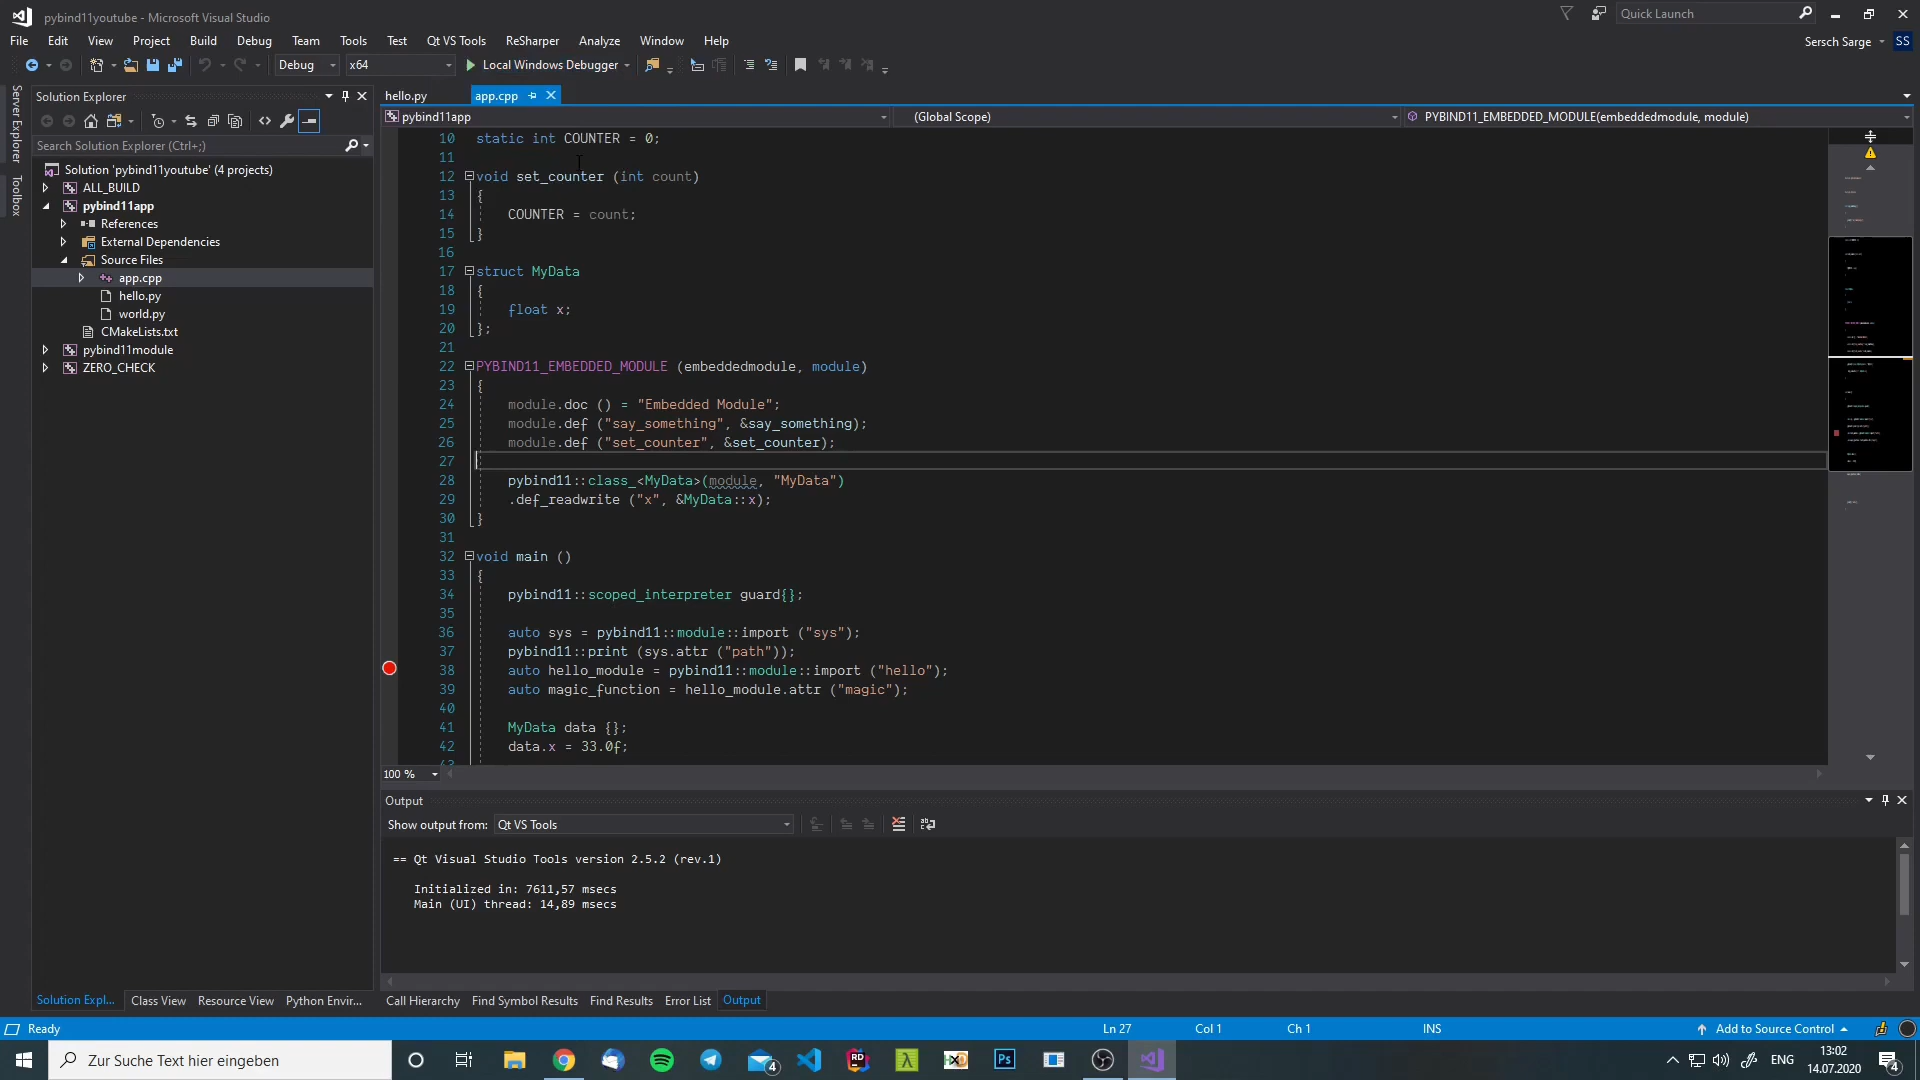 pybind11youtube - Microsoft Visual Studio
Quick Launch
File Edit View Project Build Debug Team Tools Test Qt VS Tools ReSharper Analyze Window Help
Sersch Sarge SS
Debug x64 Local Windows Debugger
Server Explorer
Toolbox
Solution Explorer
Search Solution Explorer (Ctrl+;)
Solution 'pybind11youtube' (4 projects)
ALL_BUILD
pybind11app
References
External Dependencies
Source Files
app.cpp
hello.py
world.py
CMakeLists.txt
pybind11module
ZERO_CHECK
hello.py app.cpp
pybind11app (Global Scope) PYBIND11_EMBEDDED_MODULE(embeddedmodule, module)
10 static int COUNTER = 0;
11
12 void set_counter (int count)
13 {
14 COUNTER = count;
15 }
16
17 struct MyData
18 {
19 float x;
20 };
21
22 PYBIND11_EMBEDDED_MODULE (embeddedmodule, module)
23 {
24 module.doc () = "Embedded Module";
25 module.def ("say_something", &say_something);
26 module.def ("set_counter", &set_counter);
27
28 pybind11::class_<MyData>(module, "MyData")
29 .def_readwrite ("x", &MyData::x);
30 }
31
32 void main ()
33 {
34 pybind11::scoped_interpreter guard{};
35
36 auto sys = pybind11::module::import ("sys");
37 pybind11::print (sys.attr ("path"));
38 auto hello_module = pybind11::module::import ("hello");
39 auto magic_function = hello_module.attr ("magic");
40
41 MyData data {};
42 data.x = 33.0f;
100 %
Output
Show output from: Qt VS Tools
== Qt Visual Studio Tools version 2.5.2 (rev.1)
Initialized in: 7611,57 msecs
Main (UI) thread: 14,89 msecs
Solution Expl... Class View Resource View Python Envir... Call Hierarchy Find Symbol Results Find Results Error List Output
Ready Ln 27 Col 1 Ch 1 INS Add to Source Control
Zur Suche Text hier eingeben
4
RD
Ps
ENG
13:02
14.07.2020
4